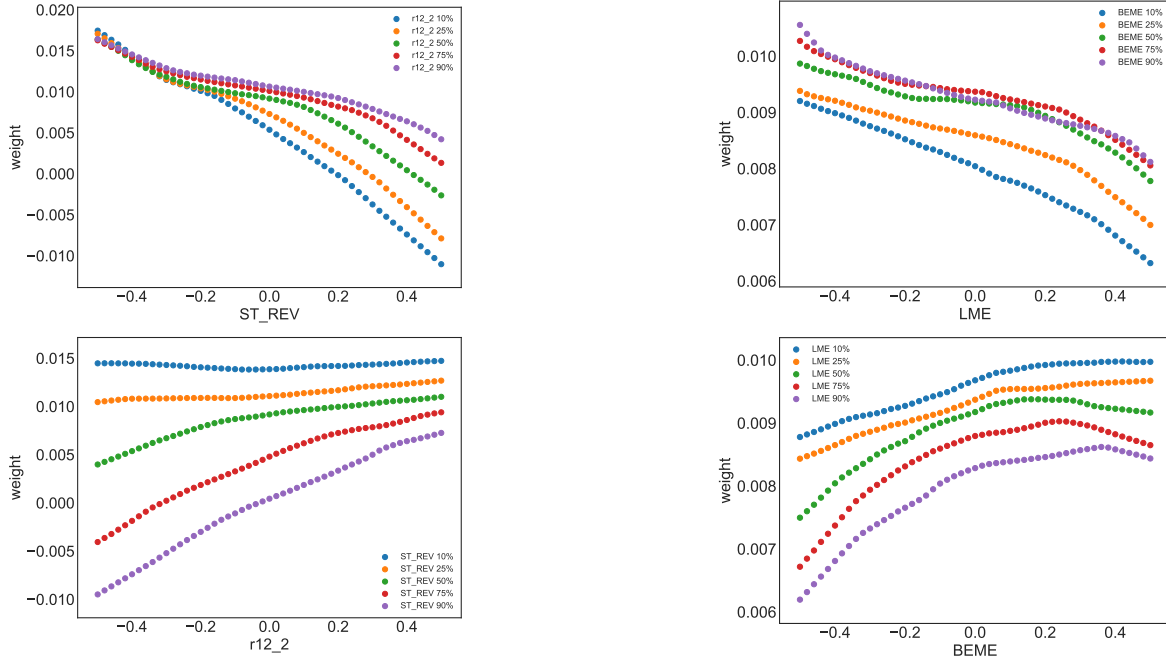 0.020
0.015
0.010
0.005
0.000
−0.005
−0.010
weight
r12_2 10%
r12_2 25%
r12_2 50%
r12_2 75%
r12_2 90%
−0.4 −0.2 0.0 0.2 0.4
ST_REV
0.010
0.009
0.008
0.007
0.006
weight
BEME 10%
BEME 25%
BEME 50%
BEME 75%
BEME 90%
−0.4 −0.2 0.0 0.2 0.4
LME
0.015
0.010
0.005
0.000
−0.005
−0.010
weight
ST_REV 10%
ST_REV 25%
ST_REV 50%
ST_REV 75%
ST_REV 90%
−0.4 −0.2 0.0 0.2 0.4
r12_2
0.010
0.009
0.008
0.007
0.006
weight
LME 10%
LME 25%
LME 50%
LME 75%
LME 90%
−0.4 −0.2 0.0 0.2 0.4
BEME